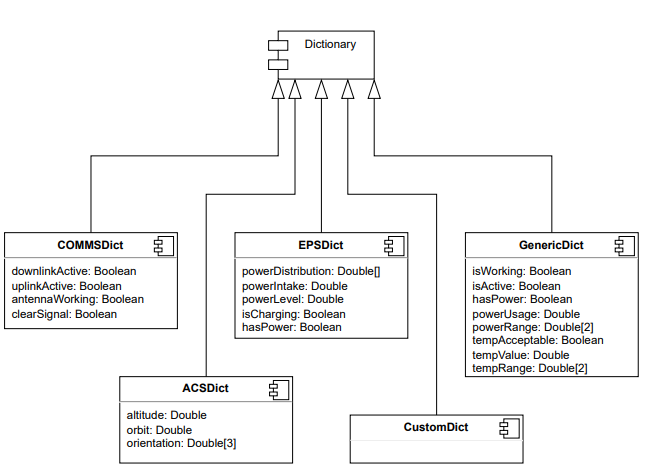 Dictionary
COMMSDict
downlinkActive: Boolean
uplinkActive: Boolean
antennaWorking: Boolean
clearSignal: Boolean
EPSDict
powerDistribution: Double[]
powerIntake: Double
powerLevel: Double
isCharging: Boolean
hasPower: Boolean
GenericDict
isWorking: Boolean
isActive: Boolean
hasPower: Boolean
powerUsage: Double
powerRange: Double[2]
tempAcceptable: Boolean
tempValue: Double
tempRange: Double[2]
ACSDict
altitude: Double
orbit: Double
orientation: Double[3]
CustomDict